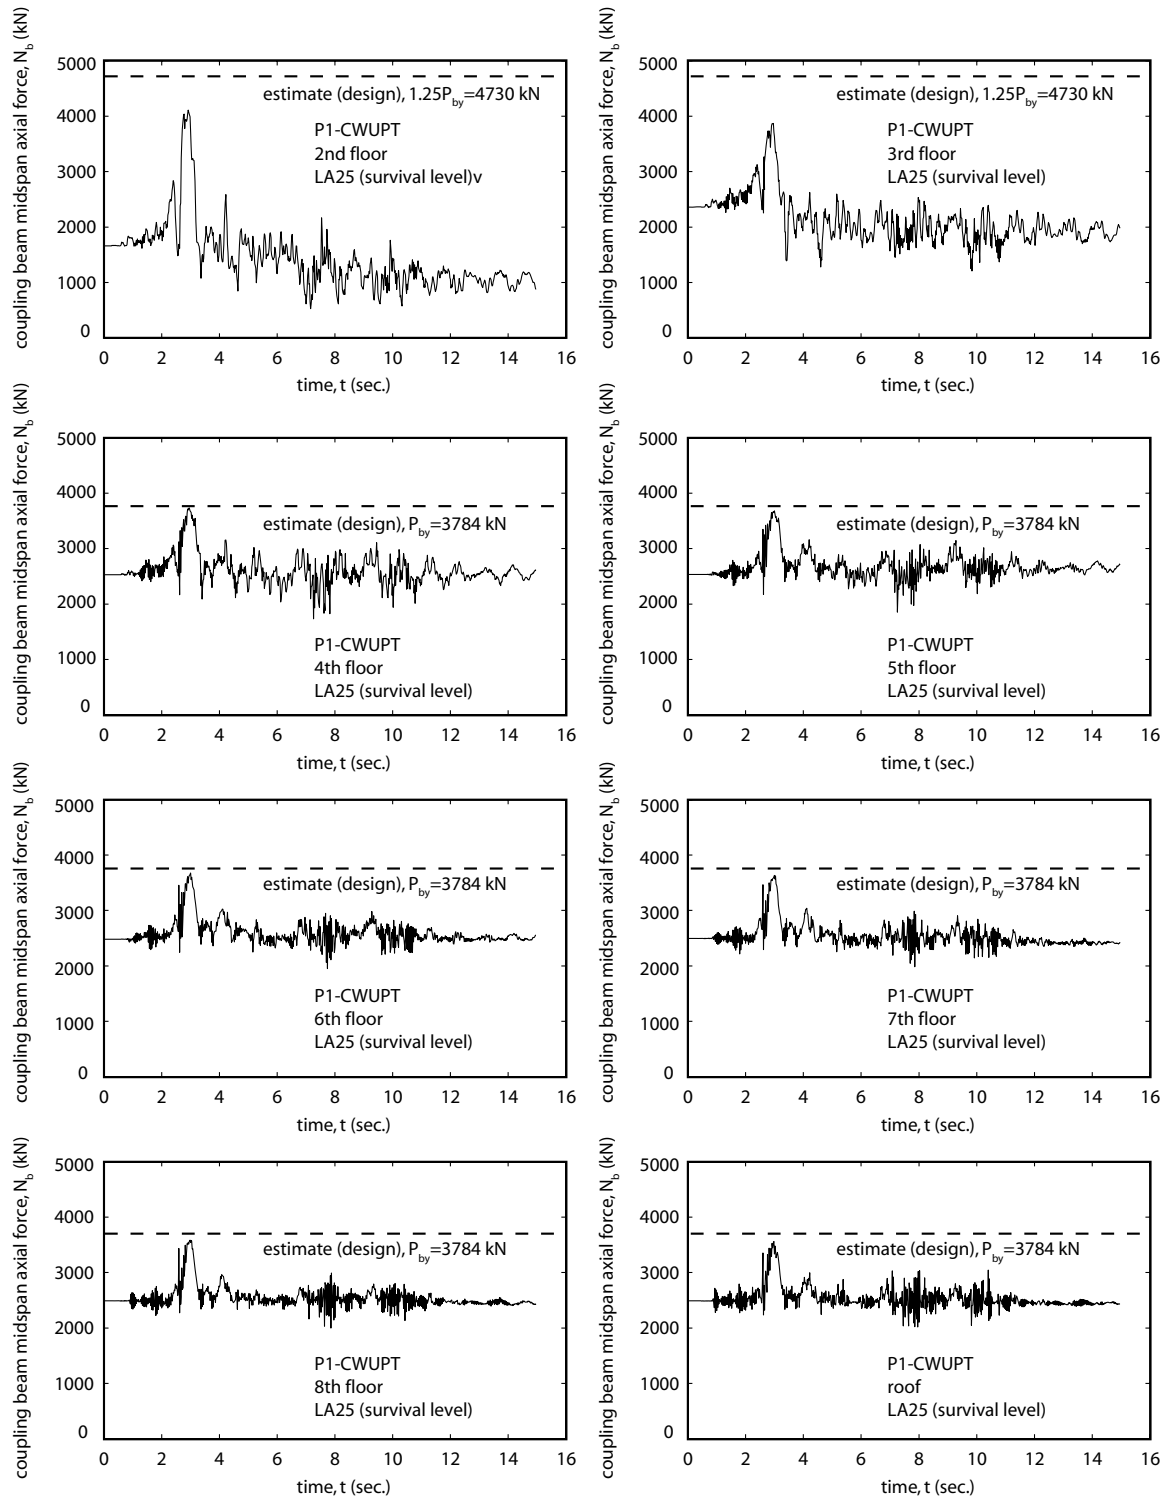 coupling beam midspan axial force, N_b (kN)
5000
4000
3000
2000
1000
0
estimate (design), 1.25P_by=4730 kN
P1-CWUPT
2nd floor
LA25 (survival level)v
0 2 4 6 8 10 12 14 16
time, t (sec.)
coupling beam midspan axial force, N_b (kN)
5000
4000
3000
2000
1000
0
estimate (design), 1.25P_by=4730 kN
P1-CWUPT
3rd floor
LA25 (survival level)
0 2 4 6 8 10 12 14 16
time, t (sec.)
coupling beam midspan axial force, N_b (kN)
5000
4000
3000
2000
1000
0
estimate (design), P_by=3784 kN
P1-CWUPT
4th floor
LA25 (survival level)
0 2 4 6 8 10 12 14 16
time, t (sec.)
coupling beam midspan axial force, N_b (kN)
5000
4000
3000
2000
1000
0
estimate (design), P_by=3784 kN
P1-CWUPT
5th floor
LA25 (survival level)
0 2 4 6 8 10 12 14 16
time, t (sec.)
coupling beam midspan axial force, N_b (kN)
5000
4000
3000
2000
1000
0
estimate (design), P_by=3784 kN
P1-CWUPT
6th floor
LA25 (survival level)
0 2 4 6 8 10 12 14 16
time, t (sec.)
coupling beam midspan axial force, N_b (kN)
5000
4000
3000
2000
1000
0
estimate (design), P_by=3784 kN
P1-CWUPT
7th floor
LA25 (survival level)
0 2 4 6 8 10 12 14 16
time, t (sec.)
coupling beam midspan axial force, N_b (kN)
5000
4000
3000
2000
1000
0
estimate (design), P_by=3784 kN
P1-CWUPT
8th floor
LA25 (survival level)
0 2 4 6 8 10 12 14 16
time, t (sec.)
coupling beam midspan axial force, N_b (kN)
5000
4000
3000
2000
1000
0
estimate (design), P_by=3784 kN
P1-CWUPT
roof
LA25 (survival level)
0 2 4 6 8 10 12 14 16
time, t (sec.)